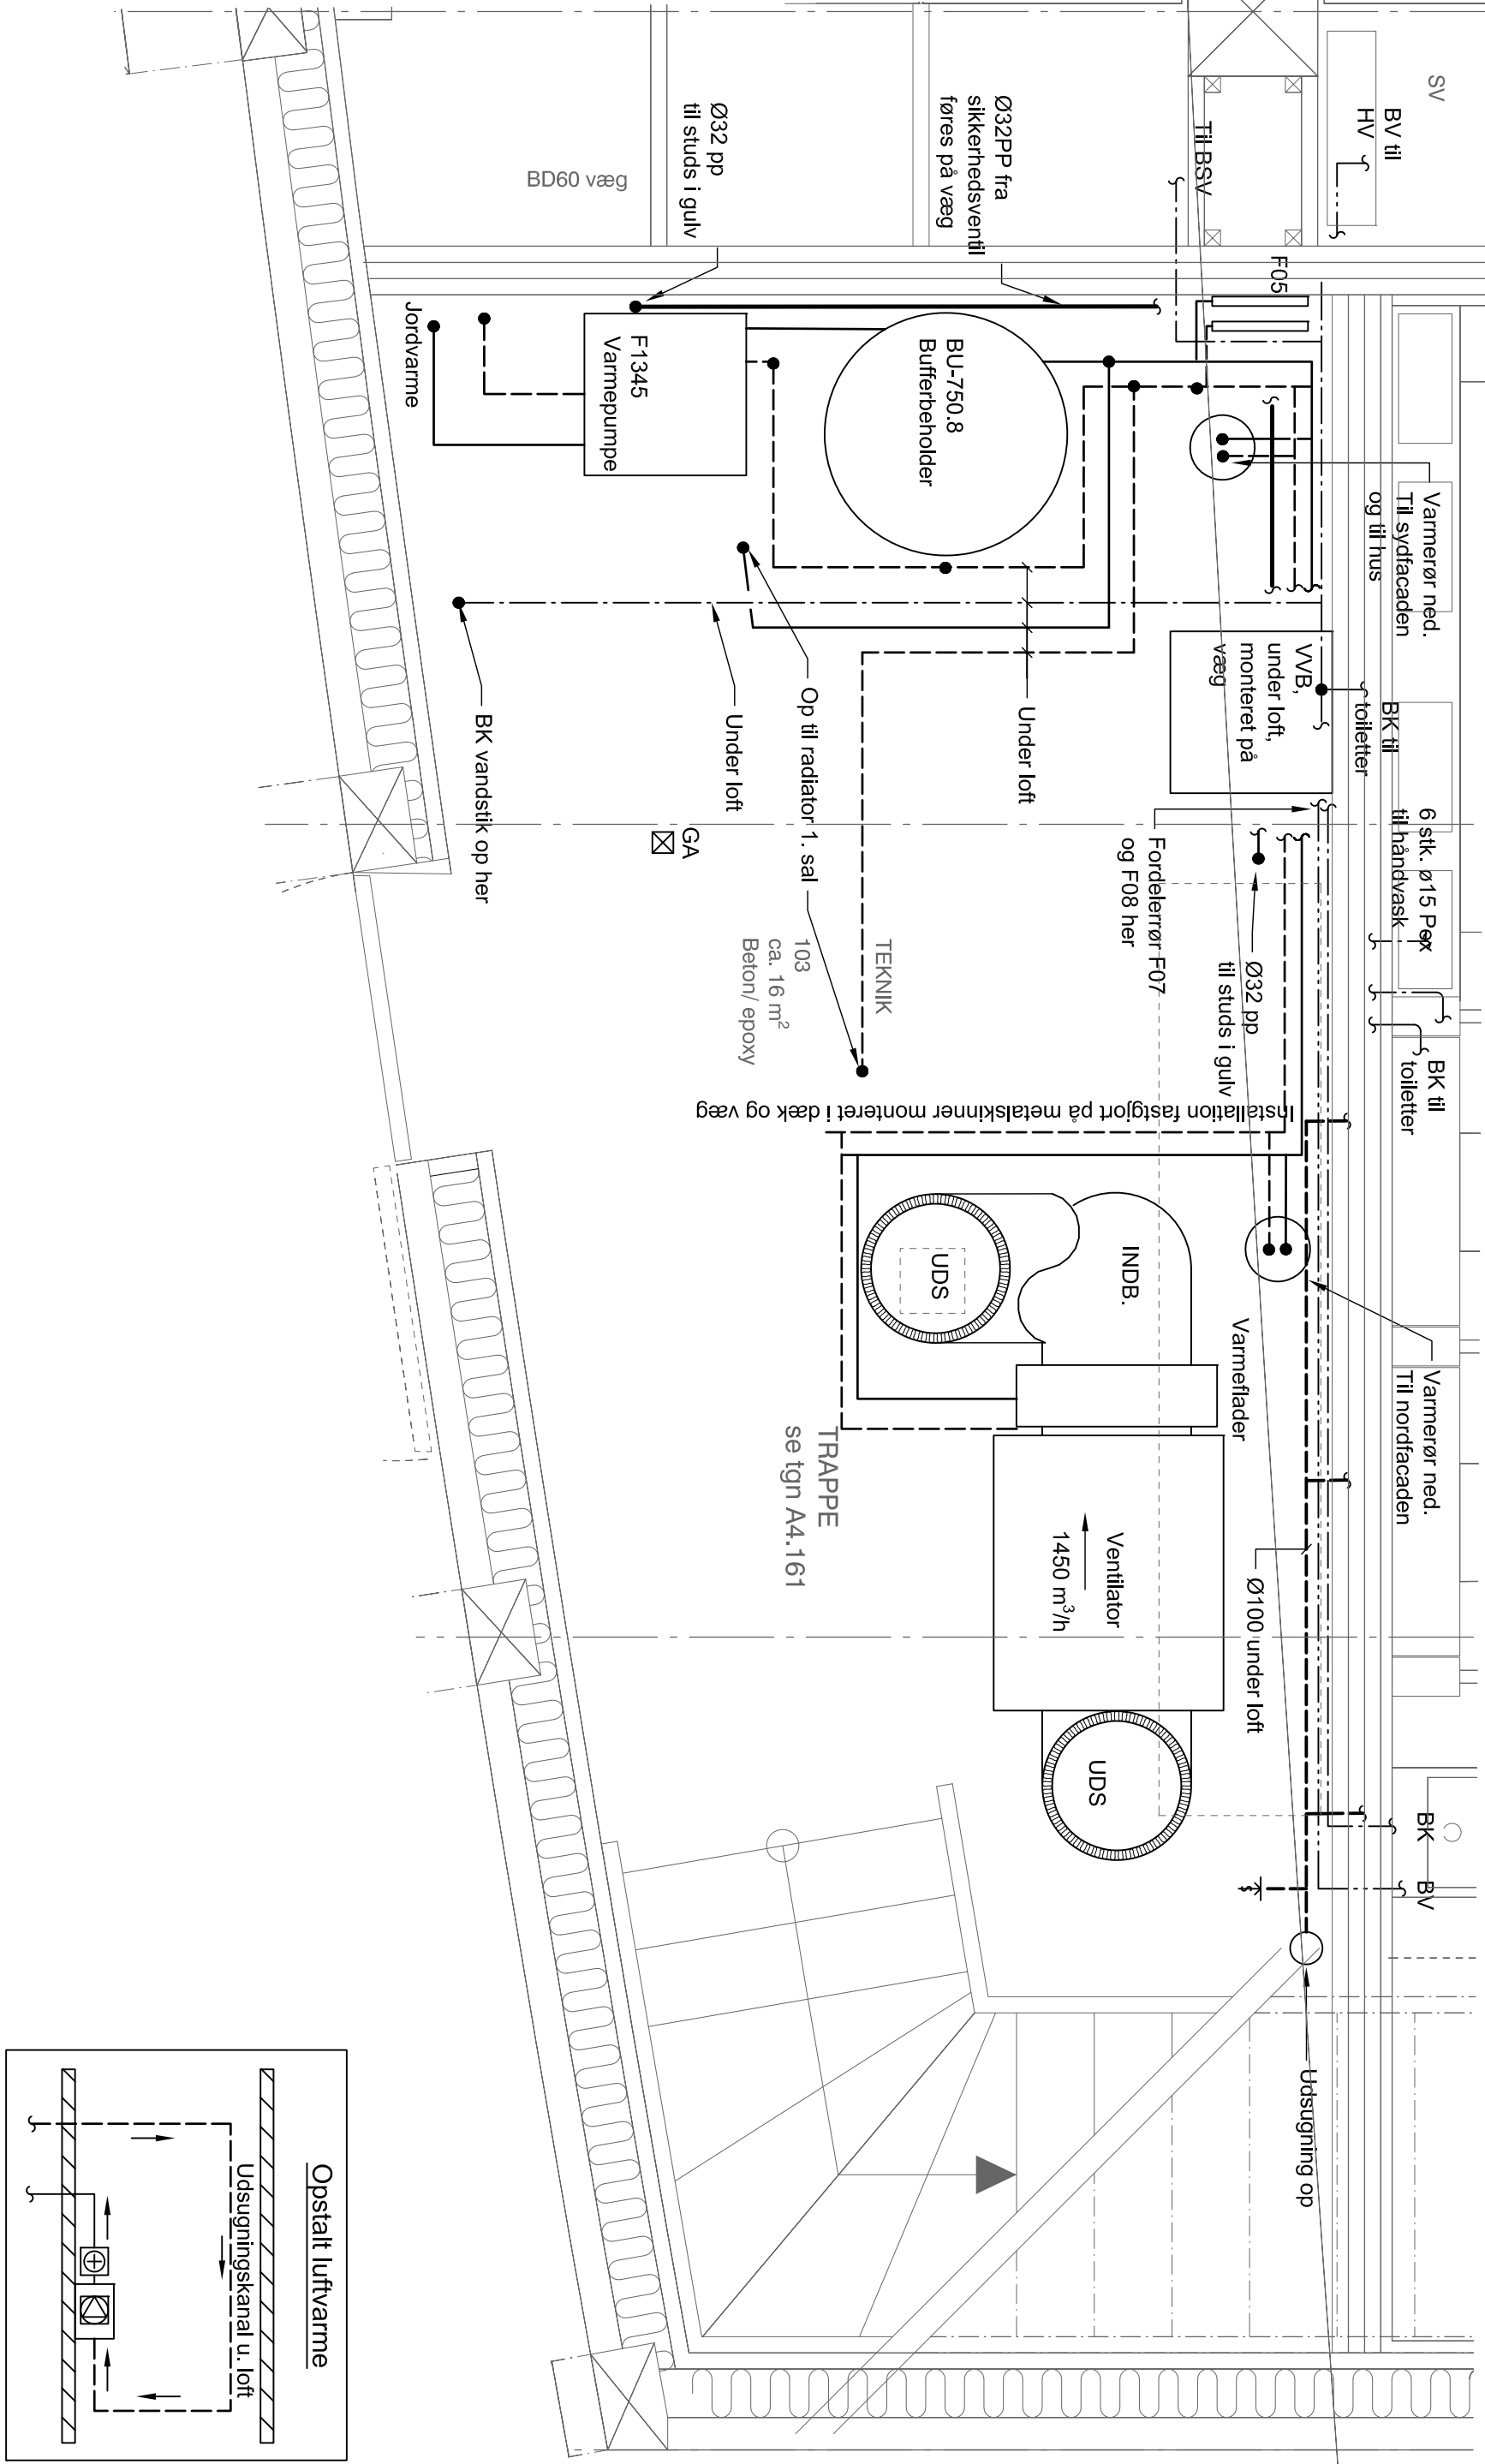 SV
BV til
HV
Til BSV
Ø32PP fra
sikkerhedsventil
føres på væg
Ø32 pp
til studs i gulv
BD60 væg
F05
Jordvarme
F1345
Varmepumpe
BU-750.8
Bufferbeholder
Varmerør ned.
Til sydfacaden
og til hus
VVB,
under loft,
monteret på
væg
BK til
toiletter
6 stk. ø15 Pex
til håndvask
BK til
toiletter
Under loft
Op til radiator 1. sal
Under loft
BK vandstik op her
GA
Fordelerrør F07
og F08 her
Ø32 pp
til studs i gulv
TEKNIK
103
ca. 16 m²
Beton/ epoxy
Installation fastgjort på metalskinner monteret i dæk og væg
UDS
INDB.
Varmeflader
Varmerør ned.
Til nordfacaden
TRAPPE
se tgn A4.161
Ventilator
1450 m³/h
Ø100 under loft
UDS
BK
BV
Udsugning op
Opstalt luftvarme
Udsugningskanal u. loft